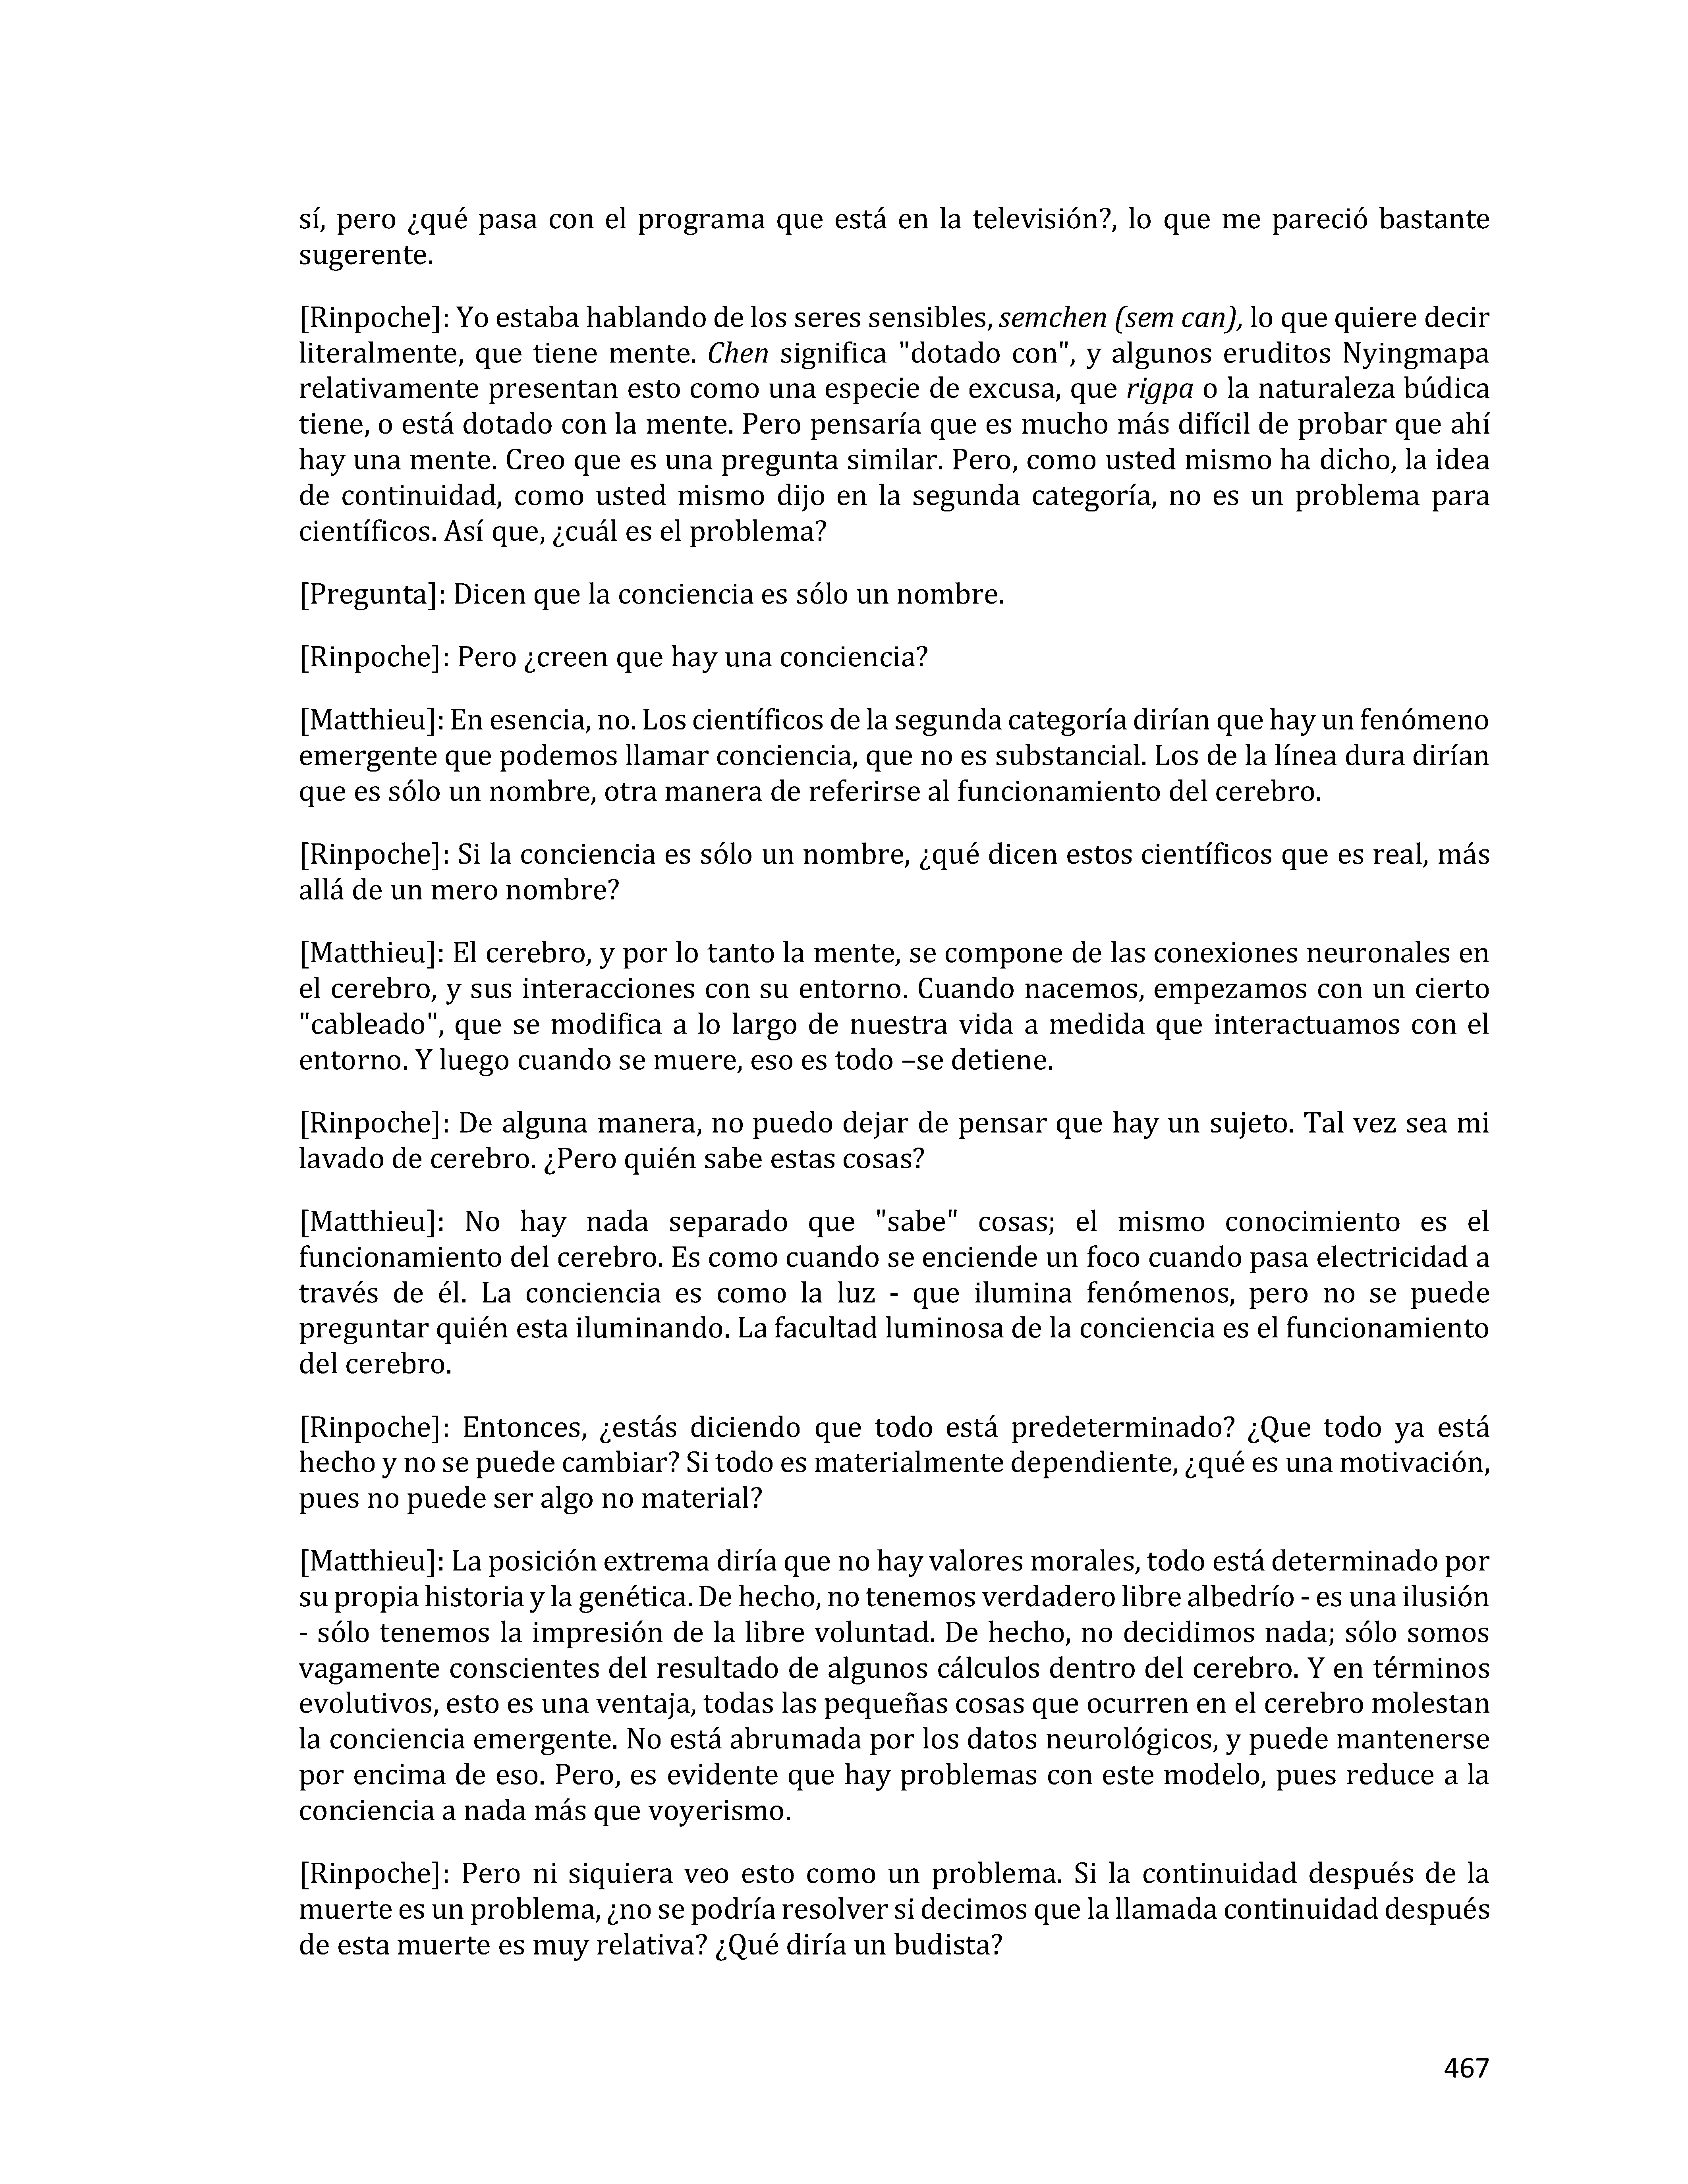 sí, pero ¿qué pasa con el programa que está en la televisión?, lo que me pareció bastante
sugerente.
[Rinpoche]: Yo estaba hablando de los seres sensibles, semchen (sem can), lo que quiere decir
literalmente, que tiene mente. Chen significa "dotado con", y algunos eruditos Nyingmapa
relativamente presentan esto como una especie de excusa, que rigpa o la naturaleza búdica
tiene, o está dotado con la mente. Pero pensaría que es mucho más difícil de probar que ahí
hay una mente. Creo que es una pregunta similar. Pero, como usted mismo ha dicho, la idea
de continuidad, como usted mismo dijo en la segunda categoría, no es un problema para
científicos. Así que, ¿cuál es el problema?
[Pregunta]: Dicen que la conciencia es sólo un nombre.
[Rinpoche]: Pero ¿creen que hay una conciencia?
[Matthieu]: En esencia, no. Los científicos de la segunda categoría dirían que hay un fenómeno
emergente que podemos llamar conciencia, que no es substancial. Los de la línea dura dirían
que es sólo un nombre, otra manera de referirse al funcionamiento del cerebro.
[Rinpoche]: Si la conciencia es sólo un nombre, ¿qué dicen estos científicos que es real, más
allá de un mero nombre?
[Matthieu]: El cerebro, y por lo tanto la mente, se compone de las conexiones neuronales en
el cerebro, y sus interacciones con su entorno. Cuando nacemos, empezamos con un cierto
"cableado", que se modifica a lo largo de nuestra vida a medida que interactuamos con el
entorno. Y luego cuando se muere, eso es todo –se detiene.
[Rinpoche]: De alguna manera, no puedo dejar de pensar que hay un sujeto. Tal vez sea mi
lavado de cerebro. ¿Pero quién sabe estas cosas?
[Matthieu]: No hay nada separado que "sabe" cosas; el mismo conocimiento es el
funcionamiento del cerebro. Es como cuando se enciende un foco cuando pasa electricidad a
través de él. La conciencia es como la luz - que ilumina fenómenos, pero no se puede
preguntar quién esta iluminando. La facultad luminosa de la conciencia es el funcionamiento
del cerebro.
[Rinpoche]: Entonces, ¿estás diciendo que todo está predeterminado? ¿Que todo ya está
hecho y no se puede cambiar? Si todo es materialmente dependiente, ¿qué es una motivación,
pues no puede ser algo no material?
[Matthieu]: La posición extrema diría que no hay valores morales, todo está determinado por
su propia historia y la genética. De hecho, no tenemos verdadero libre albedrío - es una ilusión
- sólo tenemos la impresión de la libre voluntad. De hecho, no decidimos nada; sólo somos
vagamente conscientes del resultado de algunos cálculos dentro del cerebro. Y en términos
evolutivos, esto es una ventaja, todas las pequeñas cosas que ocurren en el cerebro molestan
la conciencia emergente. No está abrumada por los datos neurológicos, y puede mantenerse
por encima de eso. Pero, es evidente que hay problemas con este modelo, pues reduce a la
conciencia a nada más que voyerismo.
[Rinpoche]: Pero ni siquiera veo esto como un problema. Si la continuidad después de la
muerte es un problema, ¿no se podría resolver si decimos que la llamada continuidad después
de esta muerte es muy relativa? ¿Qué diría un budista?
467